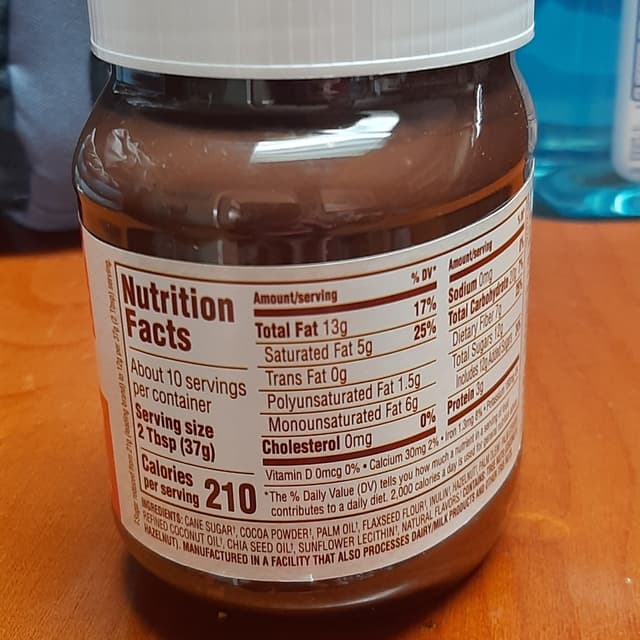 Nutrition
Facts
About 10 servings
per container
Serving size
2 Tbsp (37g)
Calories
per serving 210
Amount/serving % DV*
Total Fat 13g 17%
Saturated Fat 5g 25%
Trans Fat 0g
Polyunsaturated Fat 1.5g
Monounsaturated Fat 6g
Cholesterol 0mg 0%
Amount/serving
Sodium 0mg
Total Carbohydrate
Dietary Fiber 7g
Total Sugars
Includes
Protein 3g
Vitamin D 0mcg 0% • Calcium 30mg 2% • Iron 1.3mg
*The % Daily Value (DV) tells you how much a nutrient in a serving of
contributes to a daily diet. 2,000 calories a day is used for general
INGREDIENTS: CANE SUGAR†, COCOA POWDER†, PALM OIL†, FLAXSEED FLOUR†, INULIN†,
REFINED COCONUT OIL†, CHIA SEED OIL†, SUNFLOWER LECITHIN†, NATURAL FLAVORS.
HAZELNUT). MANUFACTURED IN A FACILITY THAT ALSO PROCESSES DAIRY/MILK PRODUCTS AND